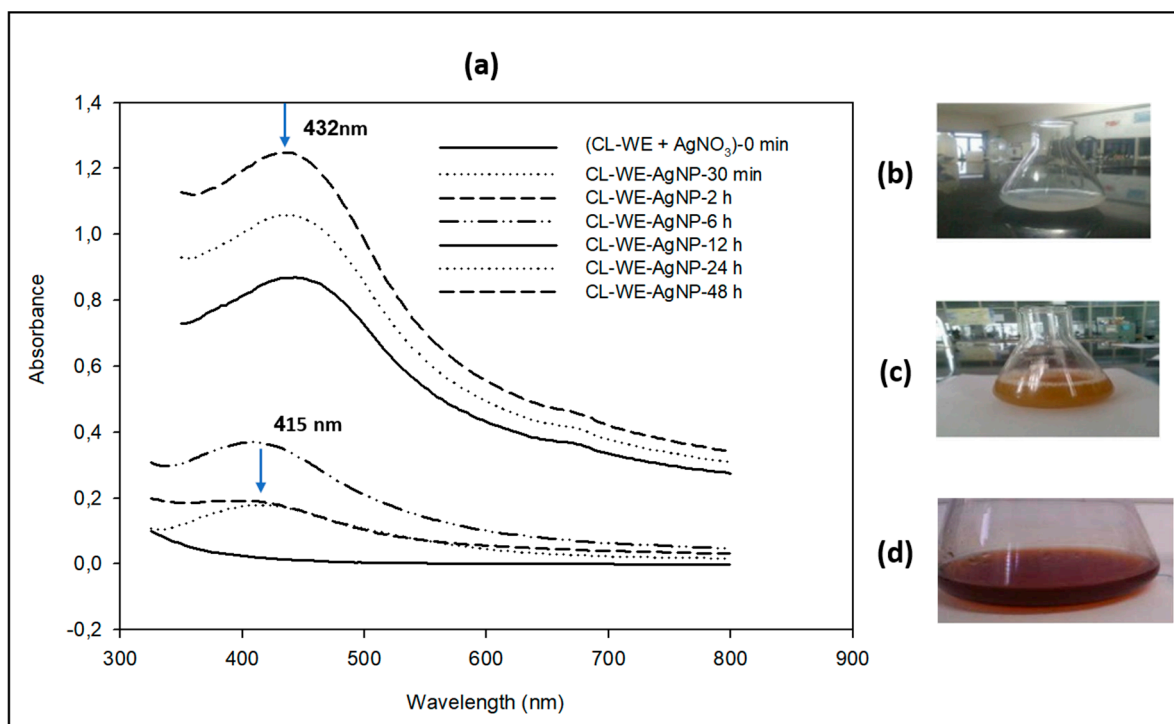 (a)
1,4
1,2
1,0
0,8
0,6
0,4
0,2
0,0
-0,2
Absorbance
432nm
415 nm
(CL-WE + AgNO₃)-0 min
CL-WE-AgNP-30 min
CL-WE-AgNP-2 h
CL-WE-AgNP-6 h
CL-WE-AgNP-12 h
CL-WE-AgNP-24 h
CL-WE-AgNP-48 h
300 400 500 600 700 800 900
Wavelength (nm)
(b)
(c)
(d)